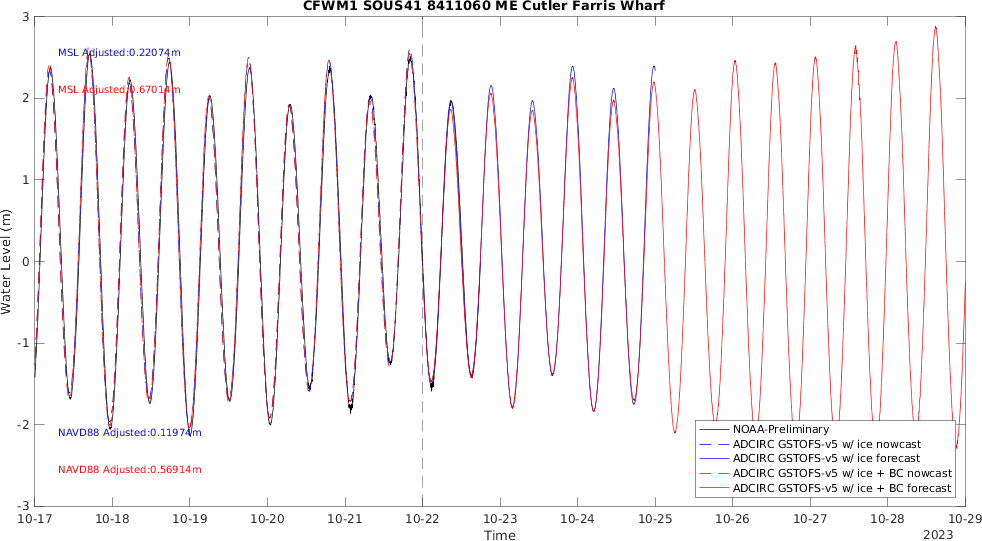 CFWM1 SOUS41 8411060 ME Cutler Farris Wharf
3
2
1
0
-1
-2
-3
Water Level (m)
MSL Adjusted:0.22074m
MSL Adjusted:0.67014m
NAVD88 Adjusted:0.11974m
NAVD88 Adjusted:0.56914m
NOAA-Preliminary
ADCIRC GSTOFS-v5 w/ ice nowcast
ADCIRC GSTOFS-v5 w/ ice forecast
ADCIRC GSTOFS-v5 w/ ice + BC nowcast
ADCIRC GSTOFS-v5 w/ ice + BC forecast
10-17 10-18 10-19 10-20 10-21 10-22 10-23 10-24 10-25 10-26 10-27 10-28 10-29
Time
2023